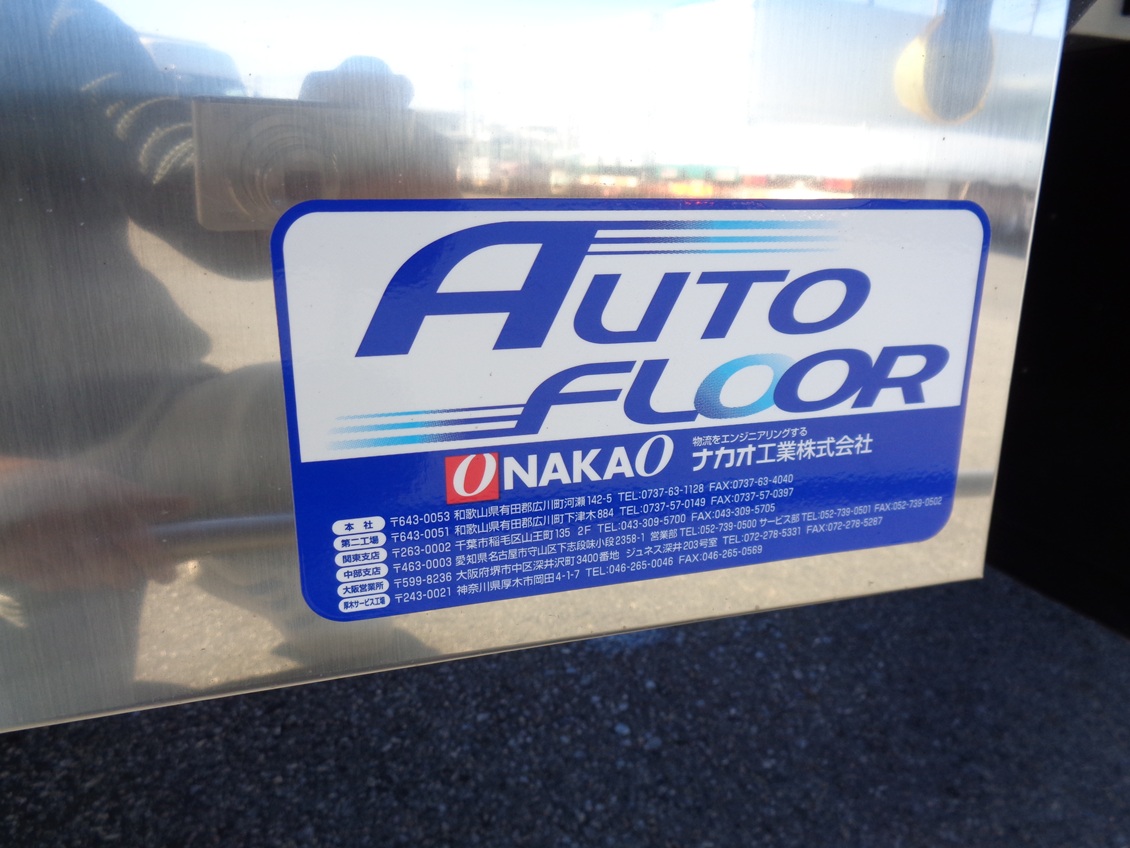 AUTO
FLOOR
NAKAO
物流をエンジニアリングする
ナカオ工業株式会社
本社 〒643-0053 和歌山県有田郡広川町河瀬142-5 TEL:0737-63-1128 FAX:0737-63-4040
第二工場 〒643-0051 和歌山県有田郡広川町下津木884 TEL:0737-57-0149 FAX:0737-57-0397
関東支店 〒263-0002 千葉市稲毛区山王町135 2F TEL:043-309-5700 FAX:043-309-5705
中部支店 〒463-0003 愛知県名古屋市守山区下志段味小段2358-1 営業部 TEL:052-739-0500 サービス部 TEL:052-739-0501 FAX:052-739-0502
大阪営業所 〒599-8236 大阪府堺市中区深井沢町3400番地 ジュネス深井203号室 TEL:072-278-5331 FAX:072-278-5287
厚木サービス工場 〒243-0021 神奈川県厚木市岡田4-1-7 TEL:046-265-0046 FAX:046-265-0569